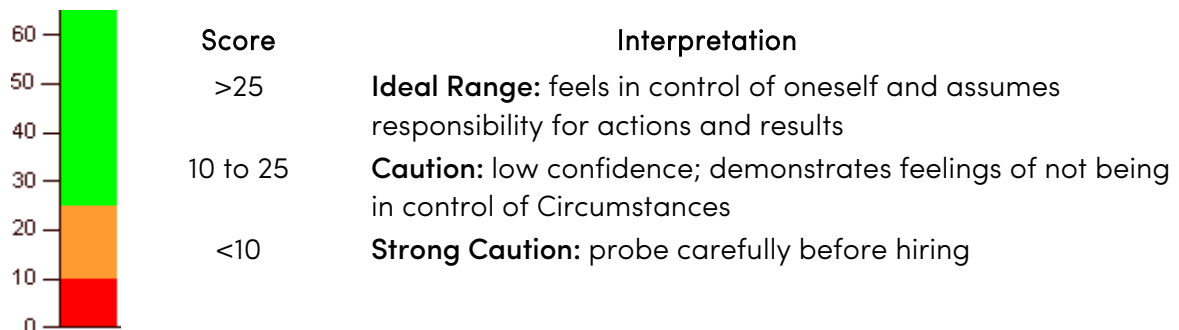 60
Score Interpretation
50
>25 Ideal Range: feels in control of oneself and assumes
responsibility for actions and results
40
10 to 25 Caution: low confidence; demonstrates feelings of not being
30
in control of Circumstances
20
<10 Strong Caution: probe carefully before hiring
10
0